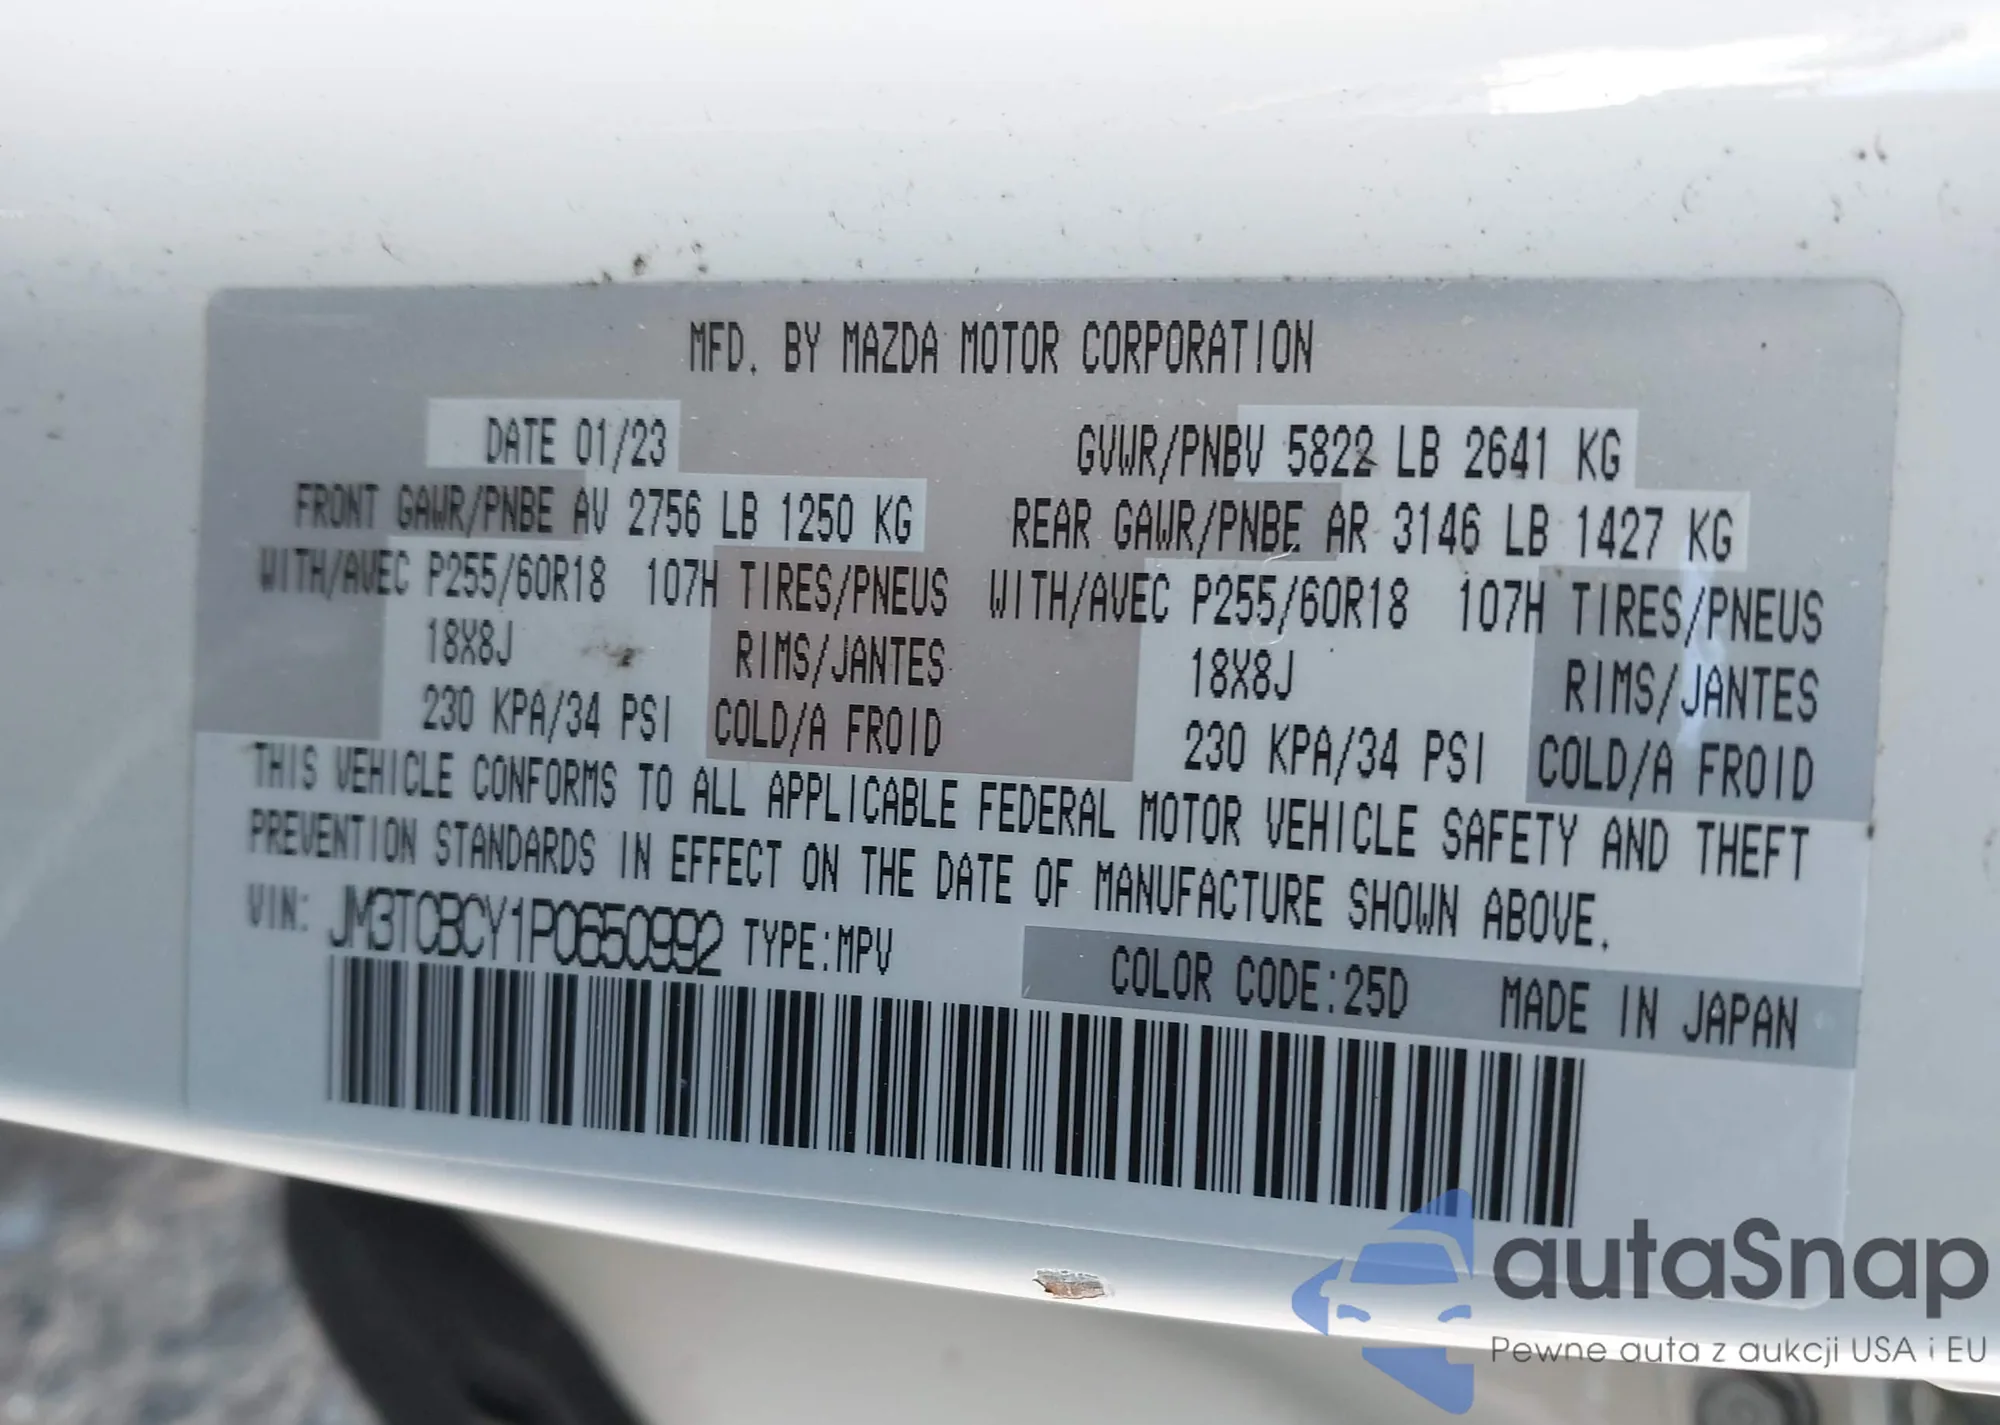 MFD. BY MAZDA MOTOR CORPORATION
DATE 01/23 GVWR/PNBV 5822 LB 2641 KG
FRONT GAWR/PNBE AV 2756 LB 1250 KG REAR GAWR/PNBE AR 3146 LB 1427 KG
WITH/AVEC P255/60R18 107H TIRES/PNEUS WITH/AVEC P255/60R18 107H TIRES/PNEUS
18X8J RIMS/JANTES 18X8J RIMS/JANTES
230 KPA/34 PSI COLD/A FROID 230 KPA/34 PSI COLD/A FROID
THIS VEHICLE CONFORMS TO ALL APPLICABLE FEDERAL MOTOR VEHICLE SAFETY AND THEFT
PREVENTION STANDARDS IN EFFECT ON THE DATE OF MANUFACTURE SHOWN ABOVE.
VIN: JM3TCBCY1P0650992 TYPE:MPV
COLOR CODE:25D MADE IN JAPAN
autaSnap
Pewne auta z aukcji USA i EU